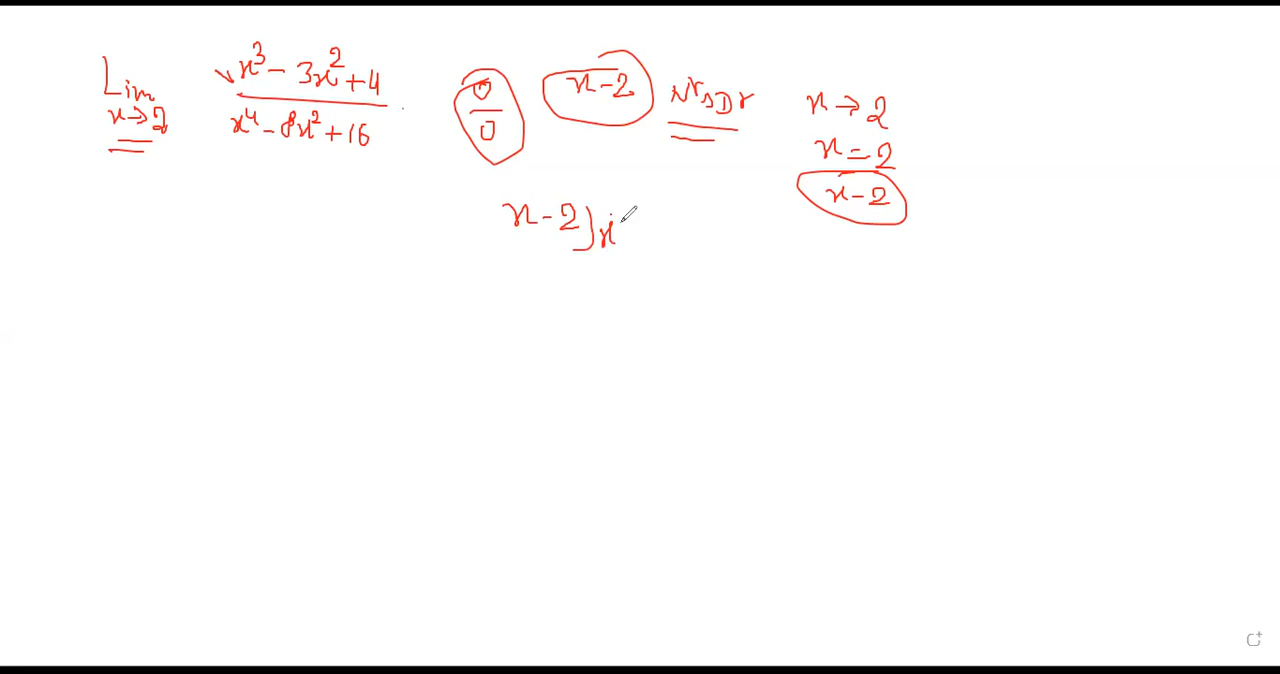 Lim x→2 x³ - 3x² + 4 / x⁴ - 8x² + 16
0/0
x - 2
Nr Dr
x → 2
x = 2
x - 2
x - 2 ) x